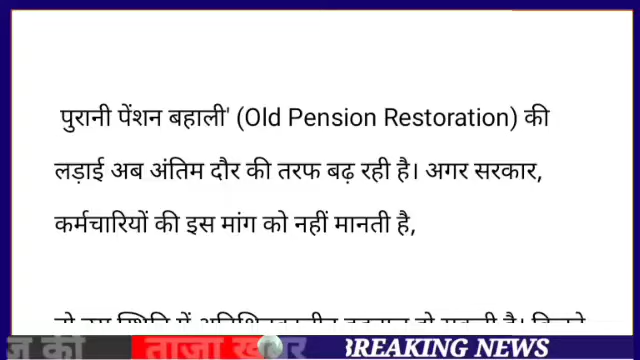 पुरानी पेंशन बहाली' (Old Pension Restoration) की
लड़ाई अब अंतिम दौर की तरफ बढ़ रही है। अगर सरकार,
कर्मचारियों की इस मांग को नहीं मानती है,
की ताजा खबर BREAKING NEWS